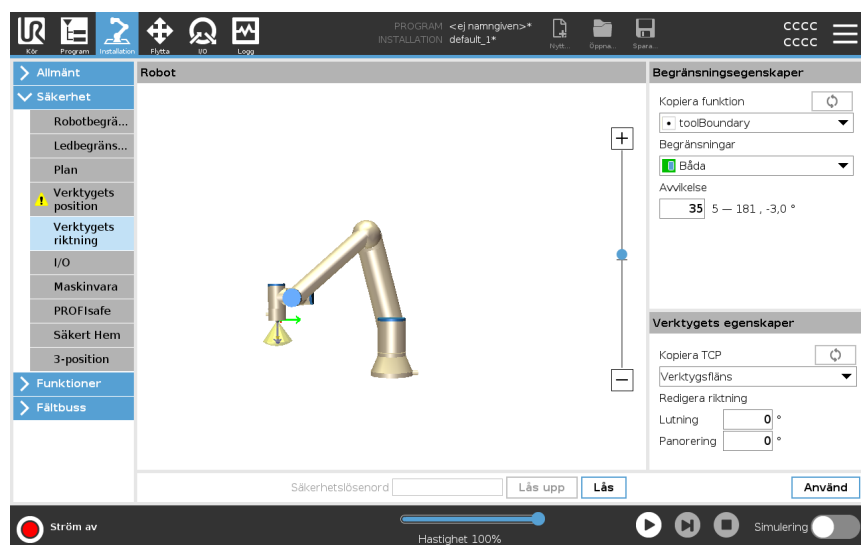 PROGRAM <ej namngiven>*
INSTALLATION default_1*
Kör Program Installation Flytta I/O Logg Nytt... Öppna... Spara...
cccc
cccc
Allmänt
Säkerhet
Robotbegrä...
Ledbegräns...
Plan
Verktygets
position
Verktygets
riktning
I/O
Maskinvara
PROFIsafe
Säkert Hem
3-position
Funktioner
Fältbuss
Robot
Säkerhetslösenord Lås upp Lås
Begränsningsegenskaper
Kopiera funktion
toolBoundary
Begränsningar
Båda
Avvikelse
35 5 — 181 , -3,0 °
Verktygets egenskaper
Kopiera TCP
Verktygsfläns
Redigera riktning
Lutning 0 °
Panorering 0 °
Använd
Ström av
Hastighet 100%
Simulering